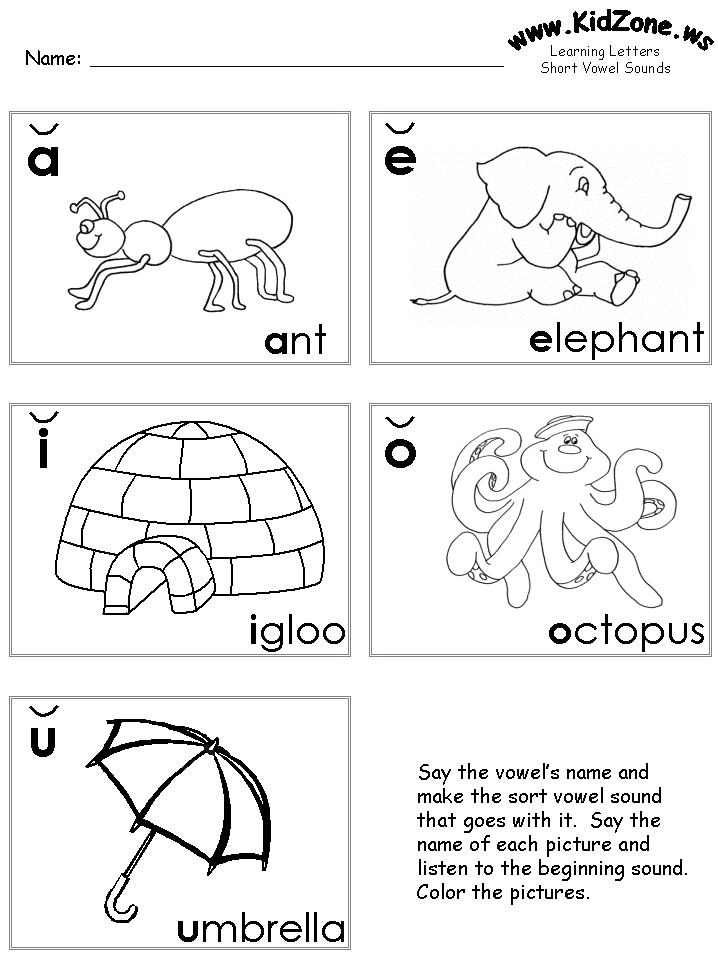 www.KidZone.ws
Learning Letters
Short Vowel Sounds
Name:
ă
ant
ĕ
elephant
ĭ
igloo
ŏ
octopus
ŭ
umbrella
Say the vowel's name and
make the sort vowel sound
that goes with it. Say the
name of each picture and
listen to the beginning sound.
Color the pictures.